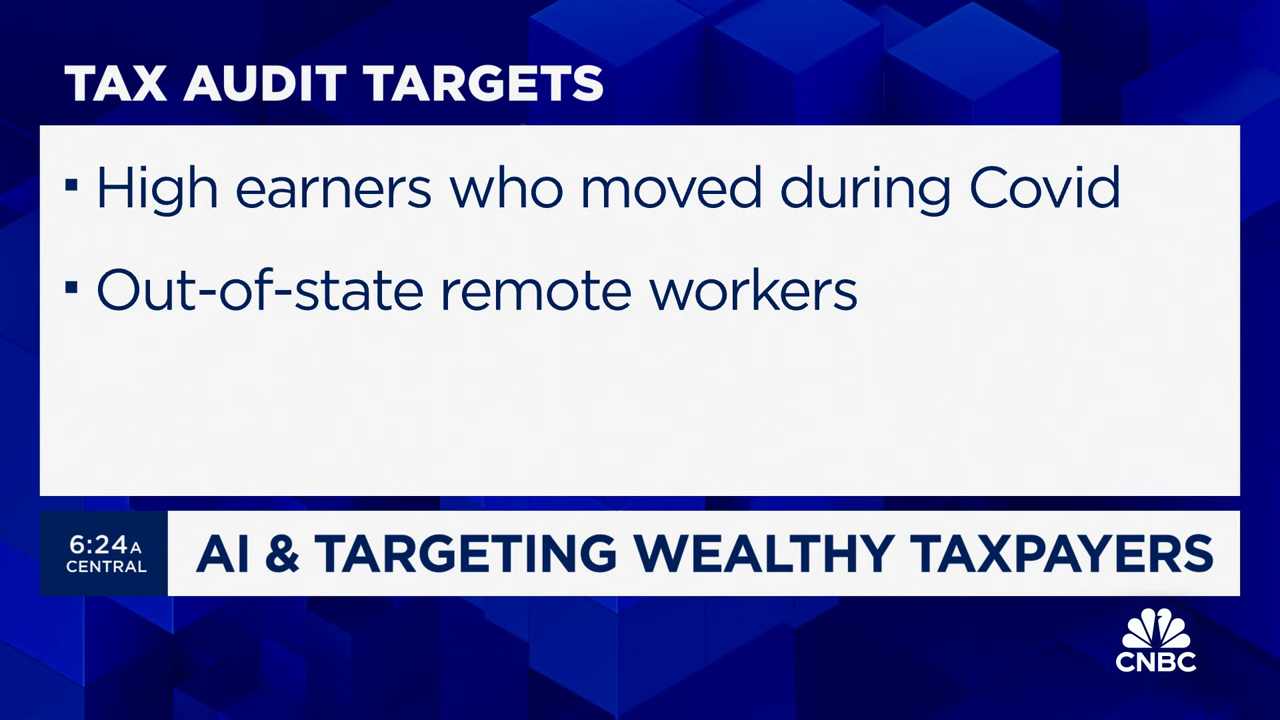 TAX AUDIT TARGETS
▪ High earners who moved during Covid
▪ Out-of-state remote workers
6:24A
CENTRAL
AI & TARGETING WEALTHY TAXPAYERS
CNBC